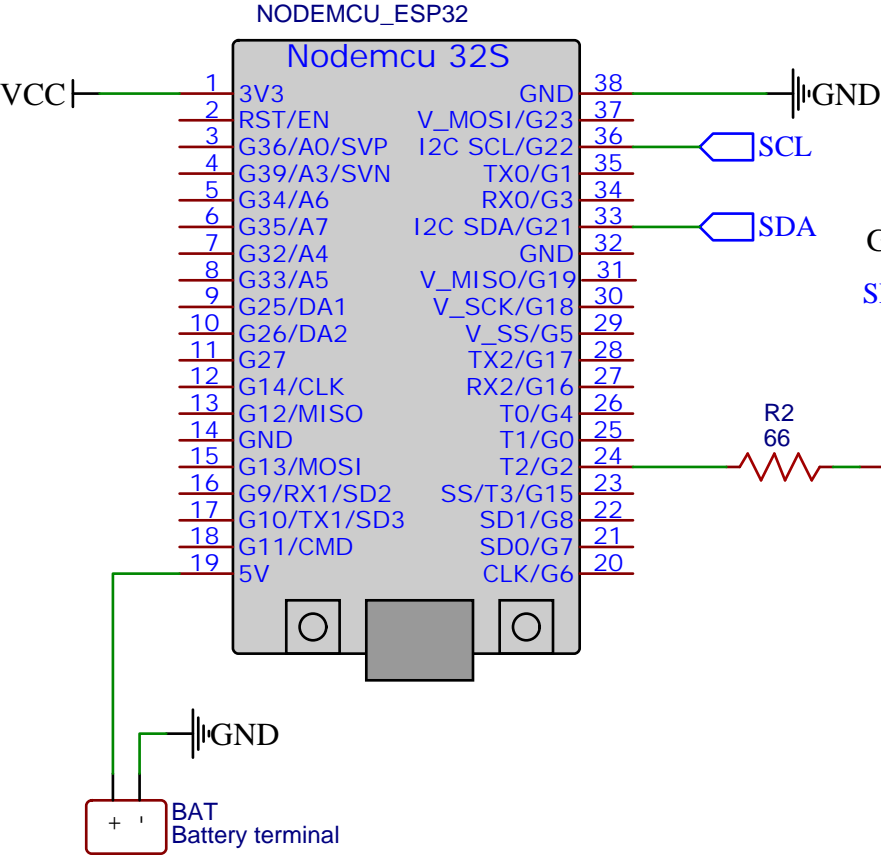 NODEMCU_ESP32
Nodemcu 32S
VCC
1 3V3
2 RST/EN
3 G36/A0/SVP
4 G39/A3/SVN
5 G34/A6
6 G35/A7
7 G32/A4
8 G33/A5
9 G25/DA1
10 G26/DA2
11 G27
12 G14/CLK
13 G12/MISO
14 GND
15 G13/MOSI
16 G9/RX1/SD2
17 G10/TX1/SD3
18 G11/CMD
19 5V
GND 38
V_MOSI/G23 37
I2C SCL/G22 36
TX0/G1 35
RX0/G3 34
I2C SDA/G21 33
GND 32
V_MISO/G19 31
V_SCK/G18 30
V_SS/G5 29
TX2/G17 28
RX2/G16 27
T0/G4 26
T1/G0 25
T2/G2 24
SS/T3/G15 23
SD1/G8 22
SD0/G7 21
CLK/G6 20
GND
SCL
SDA
R2
66
GND
+ -
BAT
Battery terminal